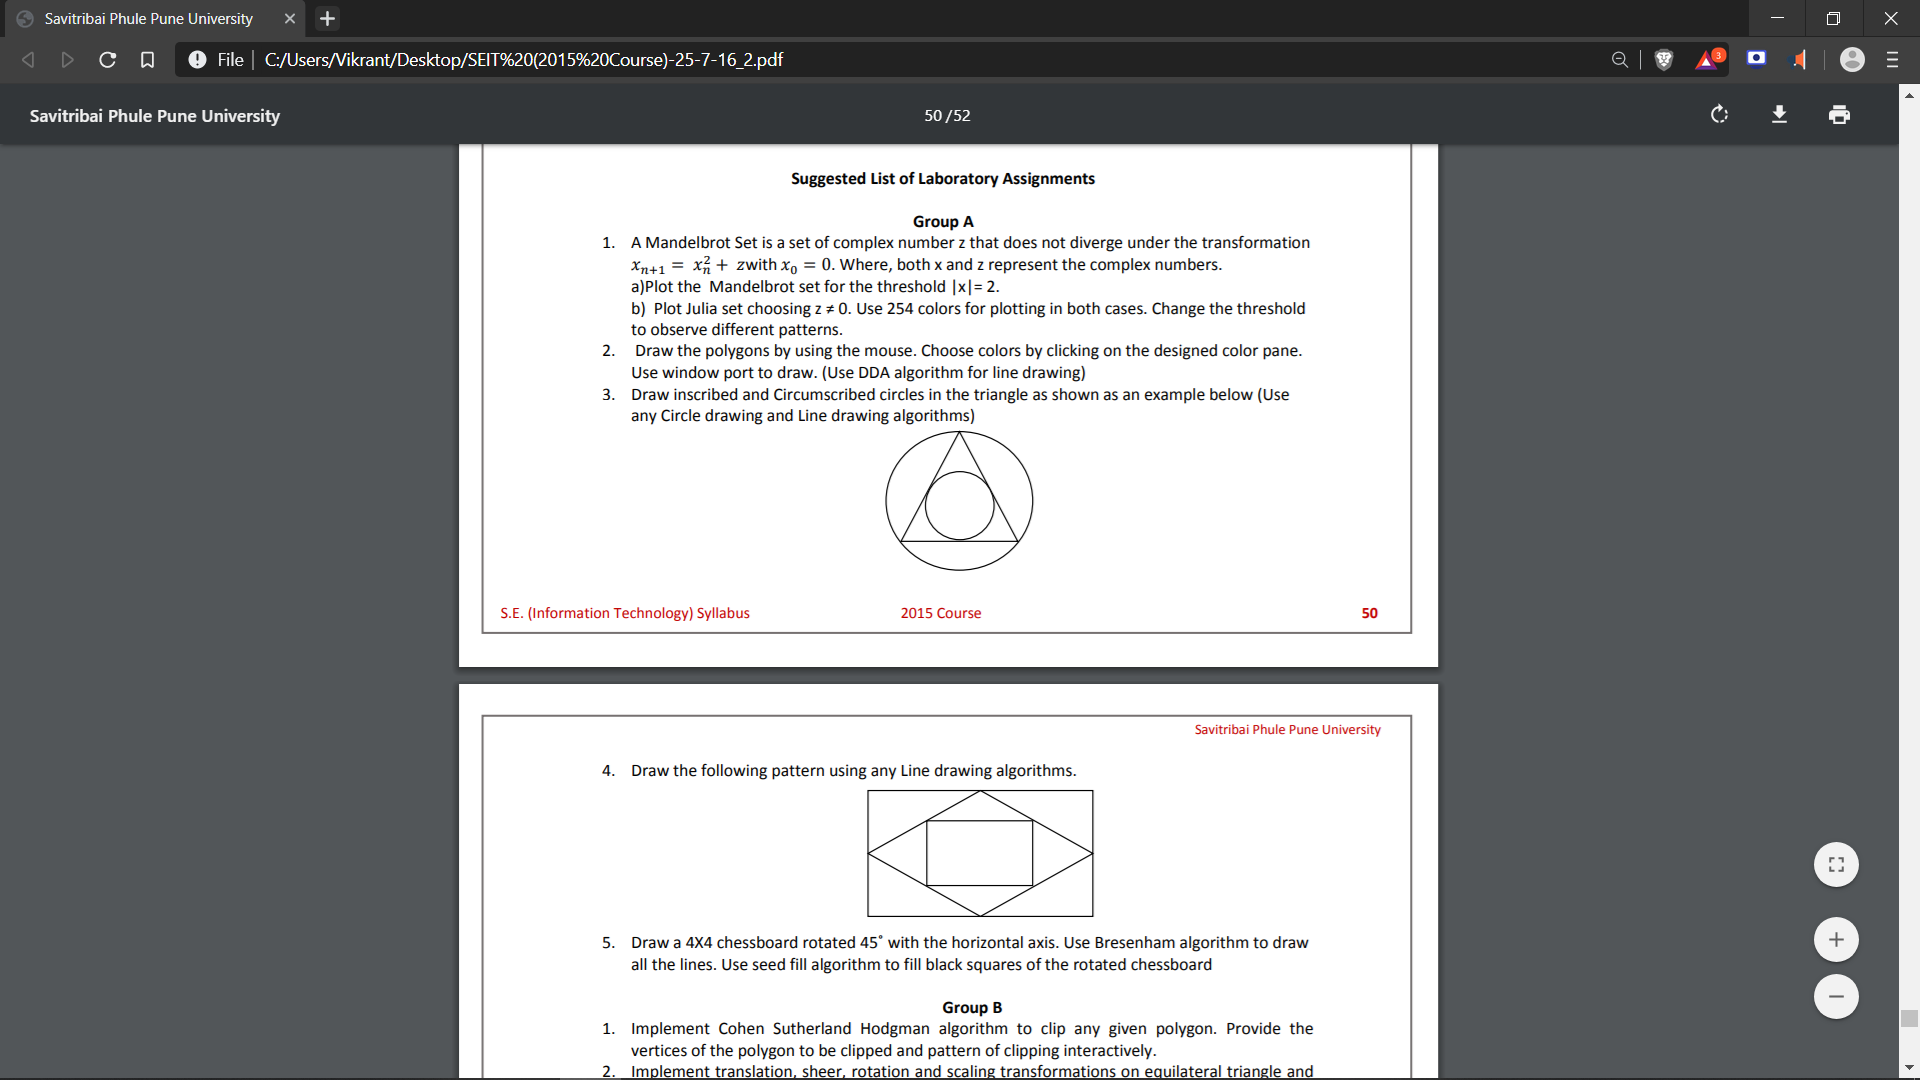 Savitribai Phule Pune University
File
C:/Users/Vikrant/Desktop/SEIT%20(2015%20Course)-25-7-16_2.pdf
3
Savitribai Phule Pune University
50 / 52
Suggested List of Laboratory Assignments
Group A
1. A Mandelbrot Set is a set of complex number z that does not diverge under the transformation
xₙ₊₁ = xₙ² + zwith x₀ = 0. Where, both x and z represent the complex numbers.
a)Plot the Mandelbrot set for the threshold |x|= 2.
b) Plot Julia set choosing z ≠ 0. Use 254 colors for plotting in both cases. Change the threshold
to observe different patterns.
2. Draw the polygons by using the mouse. Choose colors by clicking on the designed color pane.
Use window port to draw. (Use DDA algorithm for line drawing)
3. Draw inscribed and Circumscribed circles in the triangle as shown as an example below (Use
any Circle drawing and Line drawing algorithms)
S.E. (Information Technology) Syllabus 2015 Course 50
Savitribai Phule Pune University
4. Draw the following pattern using any Line drawing algorithms.
5. Draw a 4X4 chessboard rotated 45˚ with the horizontal axis. Use Bresenham algorithm to draw
all the lines. Use seed fill algorithm to fill black squares of the rotated chessboard
Group B
1. Implement Cohen Sutherland Hodgman algorithm to clip any given polygon. Provide the
vertices of the polygon to be clipped and pattern of clipping interactively.
2. Implement translation, sheer, rotation and scaling transformations on equilateral triangle and